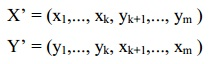 X’ = (x₁,..., xₖ, yₖ₊₁,..., yₘ )
Y’ = (y₁,..., yₖ, xₖ₊₁,..., xₘ )